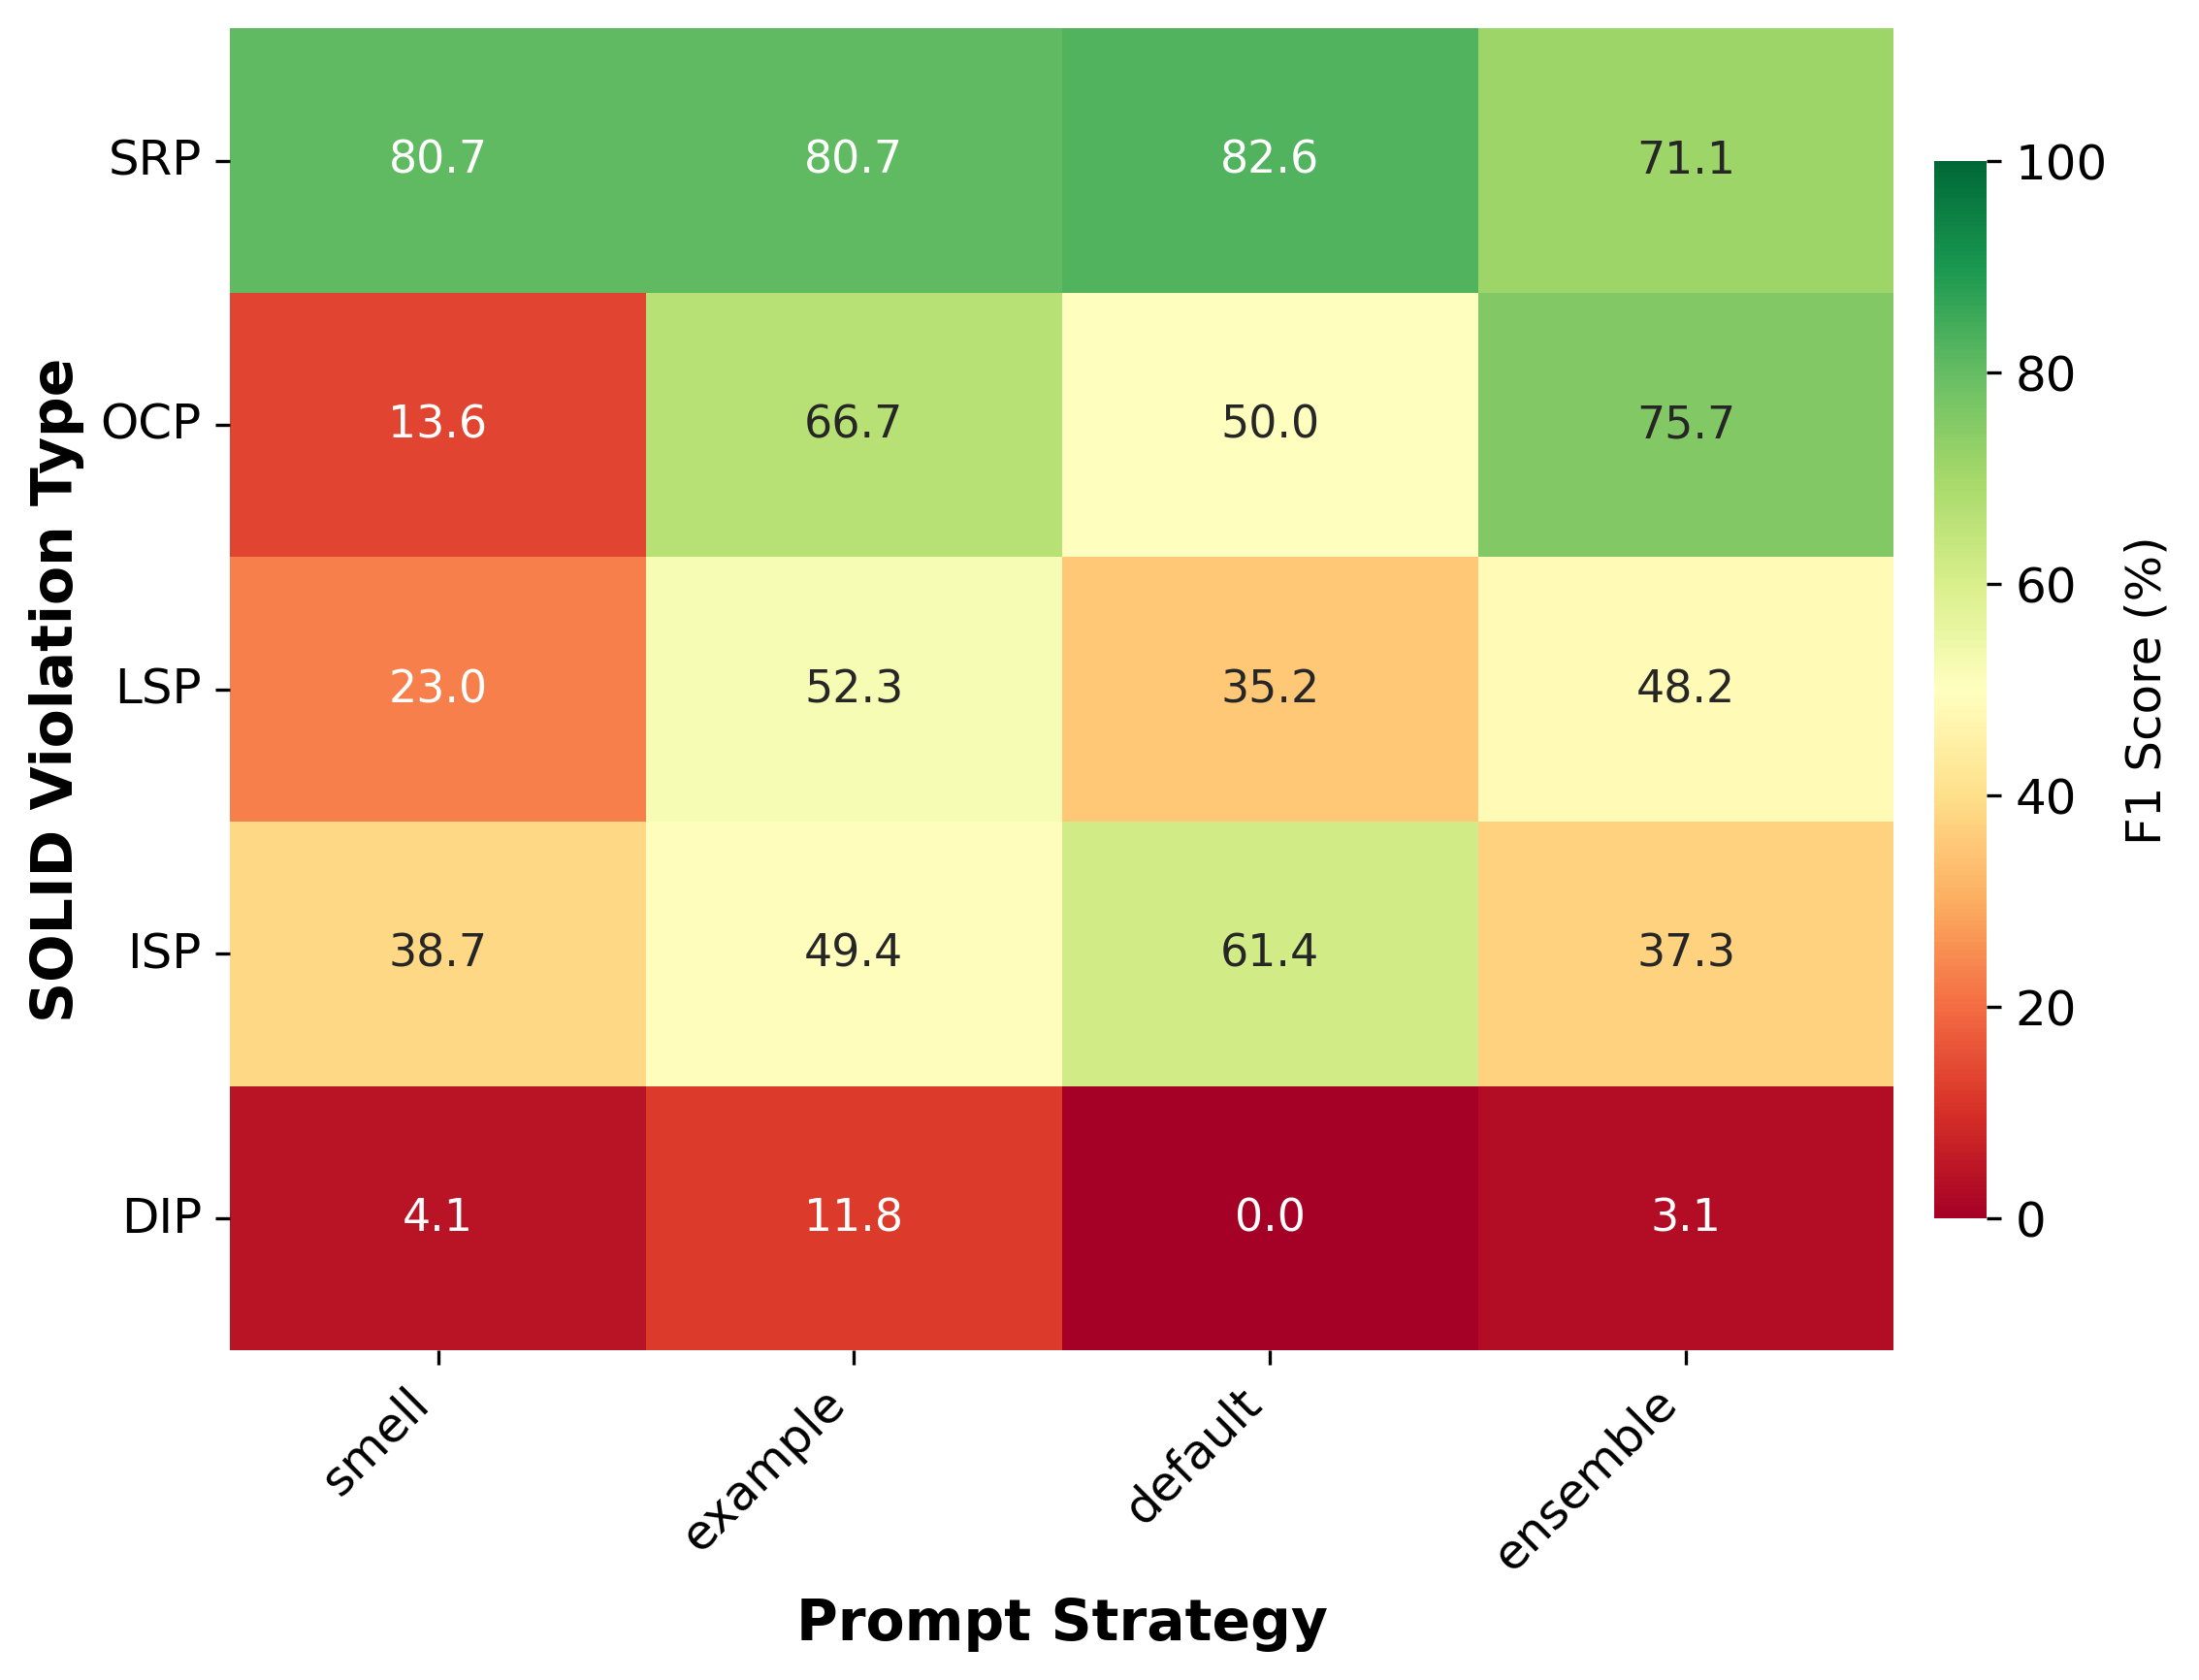 SOLID Violation Type
SRP 80.7 80.7 82.6 71.1
OCP 13.6 66.7 50.0 75.7
LSP 23.0 52.3 35.2 48.2
ISP 38.7 49.4 61.4 37.3
DIP 4.1 11.8 0.0 3.1
smell example default ensemble
Prompt Strategy
100
80
60
40
20
0
F1 Score (%)